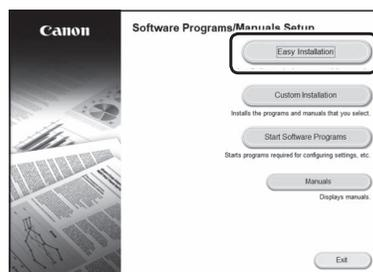 Canon
Software Programs/Manuals Setup
Easy Installation
Custom Installation
Installs the programs and manuals that you select.
Start Software Programs
Starts programs required for configuring settings, etc.
Manuals
Displays manuals.
Exit